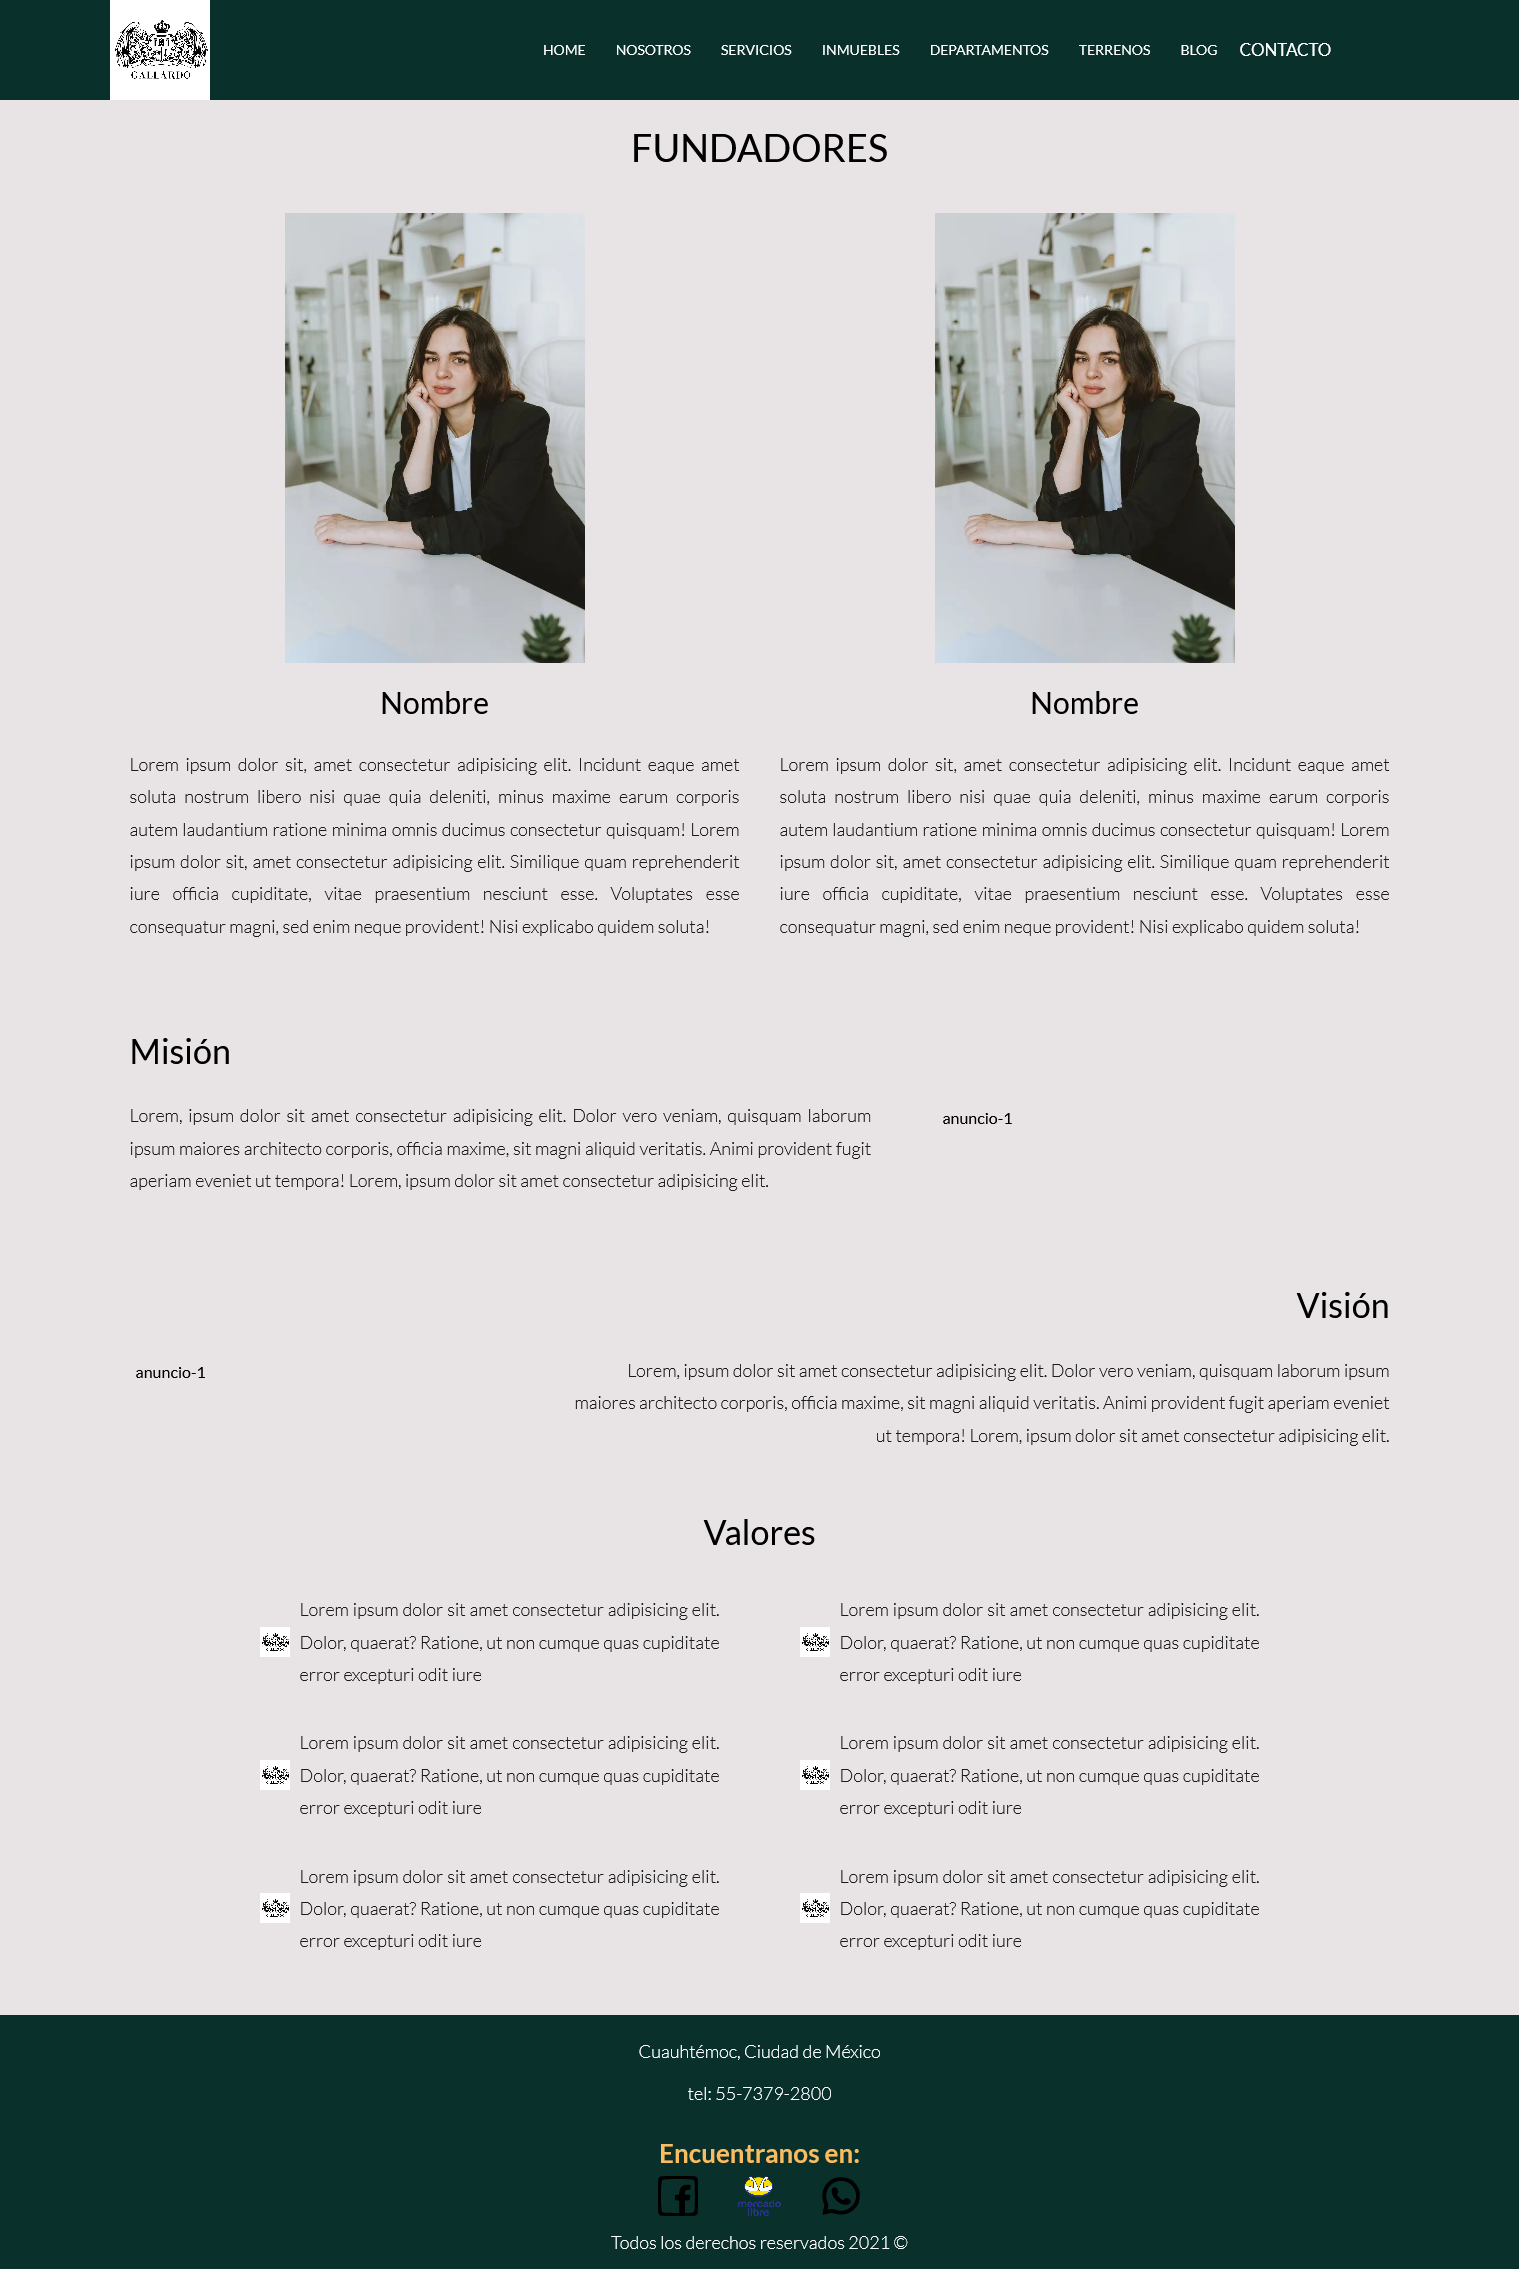 GALLARDO
HOME NOSOTROS SERVICIOS INMUEBLES DEPARTAMENTOS TERRENOS BLOG CONTACTO
FUNDADORES
Nombre
Lorem ipsum dolor sit, amet consectetur adipisicing elit. Incidunt eaque amet
soluta nostrum libero nisi quae quia deleniti, minus maxime earum corporis
autem laudantium ratione minima omnis ducimus consectetur quisquam! Lorem
ipsum dolor sit, amet consectetur adipisicing elit. Similique quam reprehenderit
iure officia cupiditate, vitae praesentium nesciunt esse. Voluptates esse
consequatur magni, sed enim neque provident! Nisi explicabo quidem soluta!
Nombre
Lorem ipsum dolor sit, amet consectetur adipisicing elit. Incidunt eaque amet
soluta nostrum libero nisi quae quia deleniti, minus maxime earum corporis
autem laudantium ratione minima omnis ducimus consectetur quisquam! Lorem
ipsum dolor sit, amet consectetur adipisicing elit. Similique quam reprehenderit
iure officia cupiditate, vitae praesentium nesciunt esse. Voluptates esse
consequatur magni, sed enim neque provident! Nisi explicabo quidem soluta!
Misión
Lorem, ipsum dolor sit amet consectetur adipisicing elit. Dolor vero veniam, quisquam laborum
ipsum maiores architecto corporis, officia maxime, sit magni aliquid veritatis. Animi provident fugit
aperiam eveniet ut tempora! Lorem, ipsum dolor sit amet consectetur adipisicing elit.
anuncio-1
Visión
anuncio-1
Lorem, ipsum dolor sit amet consectetur adipisicing elit. Dolor vero veniam, quisquam laborum ipsum
maiores architecto corporis, officia maxime, sit magni aliquid veritatis. Animi provident fugit aperiam eveniet
ut tempora! Lorem, ipsum dolor sit amet consectetur adipisicing elit.
Valores
Lorem ipsum dolor sit amet consectetur adipisicing elit.
Dolor, quaerat? Ratione, ut non cumque quas cupiditate
error excepturi odit iure
Lorem ipsum dolor sit amet consectetur adipisicing elit.
Dolor, quaerat? Ratione, ut non cumque quas cupiditate
error excepturi odit iure
Lorem ipsum dolor sit amet consectetur adipisicing elit.
Dolor, quaerat? Ratione, ut non cumque quas cupiditate
error excepturi odit iure
Lorem ipsum dolor sit amet consectetur adipisicing elit.
Dolor, quaerat? Ratione, ut non cumque quas cupiditate
error excepturi odit iure
Lorem ipsum dolor sit amet consectetur adipisicing elit.
Dolor, quaerat? Ratione, ut non cumque quas cupiditate
error excepturi odit iure
Lorem ipsum dolor sit amet consectetur adipisicing elit.
Dolor, quaerat? Ratione, ut non cumque quas cupiditate
error excepturi odit iure
Cuauhtémoc, Ciudad de México
tel: 55-7379-2800
Encuentranos en:
mercado
libre
Todos los derechos reservados 2021 ©